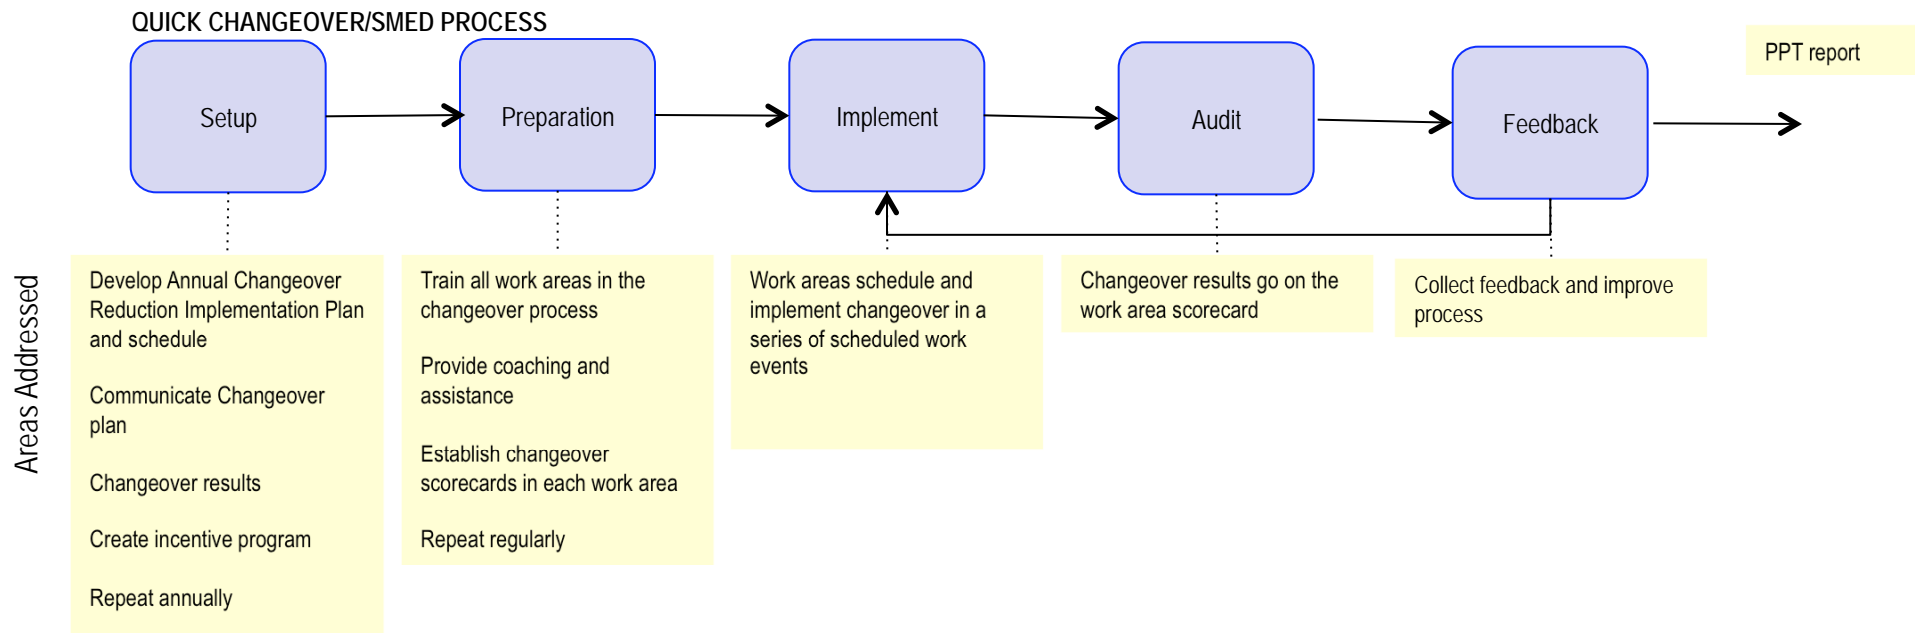 QUICK CHANGEOVER/SMED PROCESS
PPT report
Setup
Preparation
Implement
Audit
Feedback
Areas Addressed
Develop Annual Changeover
Reduction Implementation Plan
and schedule
Communicate Changeover
plan
Changeover results
Create incentive program
Repeat annually
Train all work areas in the
changeover process
Provide coaching and
assistance
Establish changeover
scorecards in each work area
Repeat regularly
Work areas schedule and
implement changeover in a
series of scheduled work
events
Changeover results go on the
work area scorecard
Collect feedback and improve
process